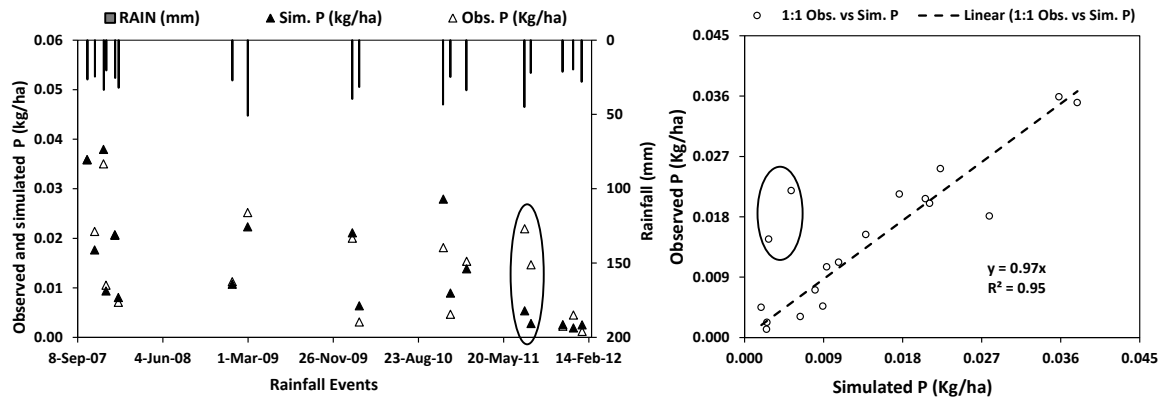 RAIN (mm) Sim. P (kg/ha) Obs. P (Kg/ha)
0.06
0.05
0.04
0.03
0.02
0.01
0.00
Observed and simulated P (kg/ha)
0
50
100
150
200
Rainfall (mm)
8-Sep-07 4-Jun-08 1-Mar-09 26-Nov-09 23-Aug-10 20-May-11 14-Feb-12
Rainfall Events
1:1 Obs. vs Sim. P Linear (1:1 Obs. vs Sim. P)
0.045
0.036
0.027
0.018
0.009
0.000
Observed P (Kg/ha)
y = 0.97x
R² = 0.95
0.000 0.009 0.018 0.027 0.036 0.045
Simulated P (Kg/ha)